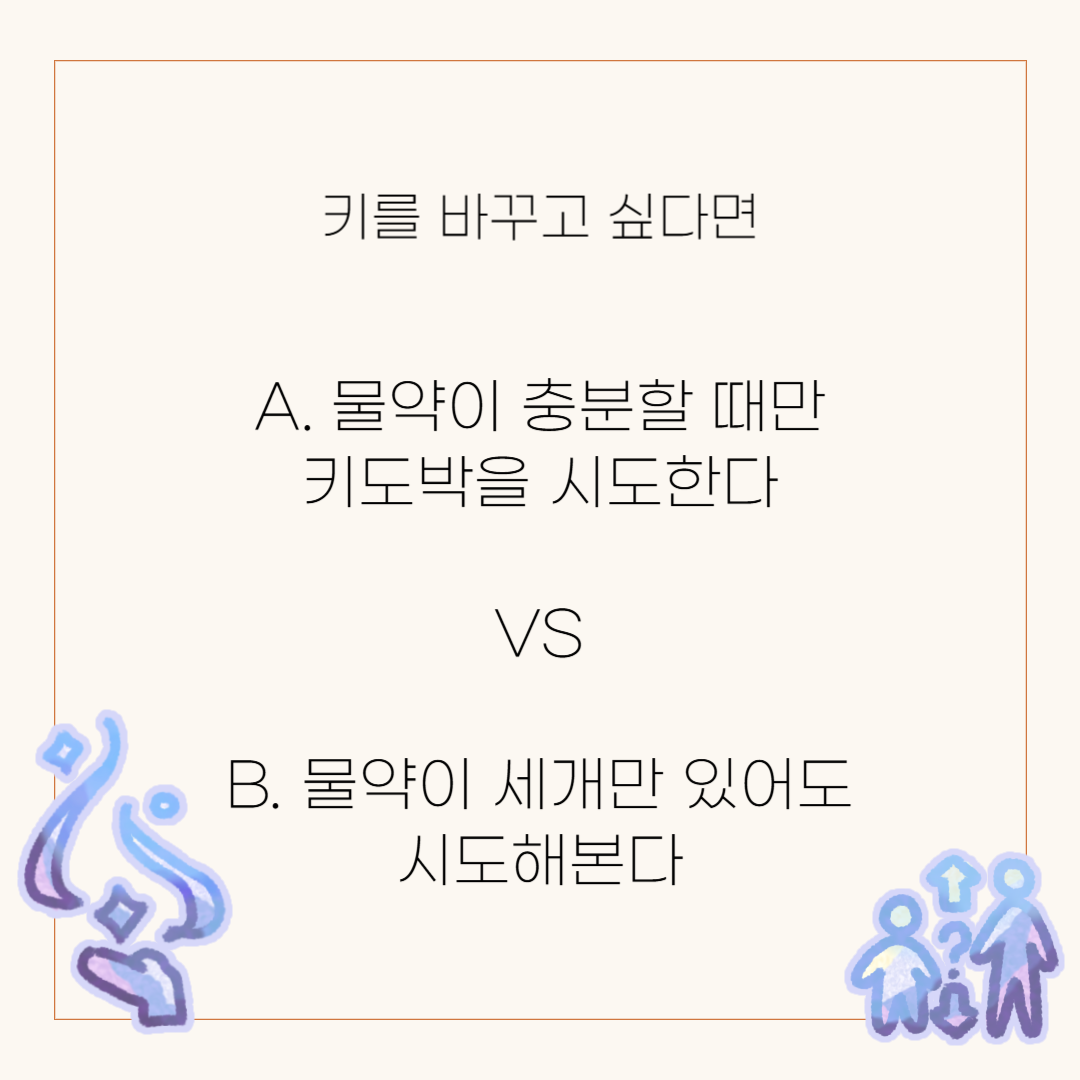 키를 바꾸고 싶다면
A. 물약이 충분할 때만
키도박을 시도한다
VS
B. 물약이 세개만 있어도
시도해본다
?